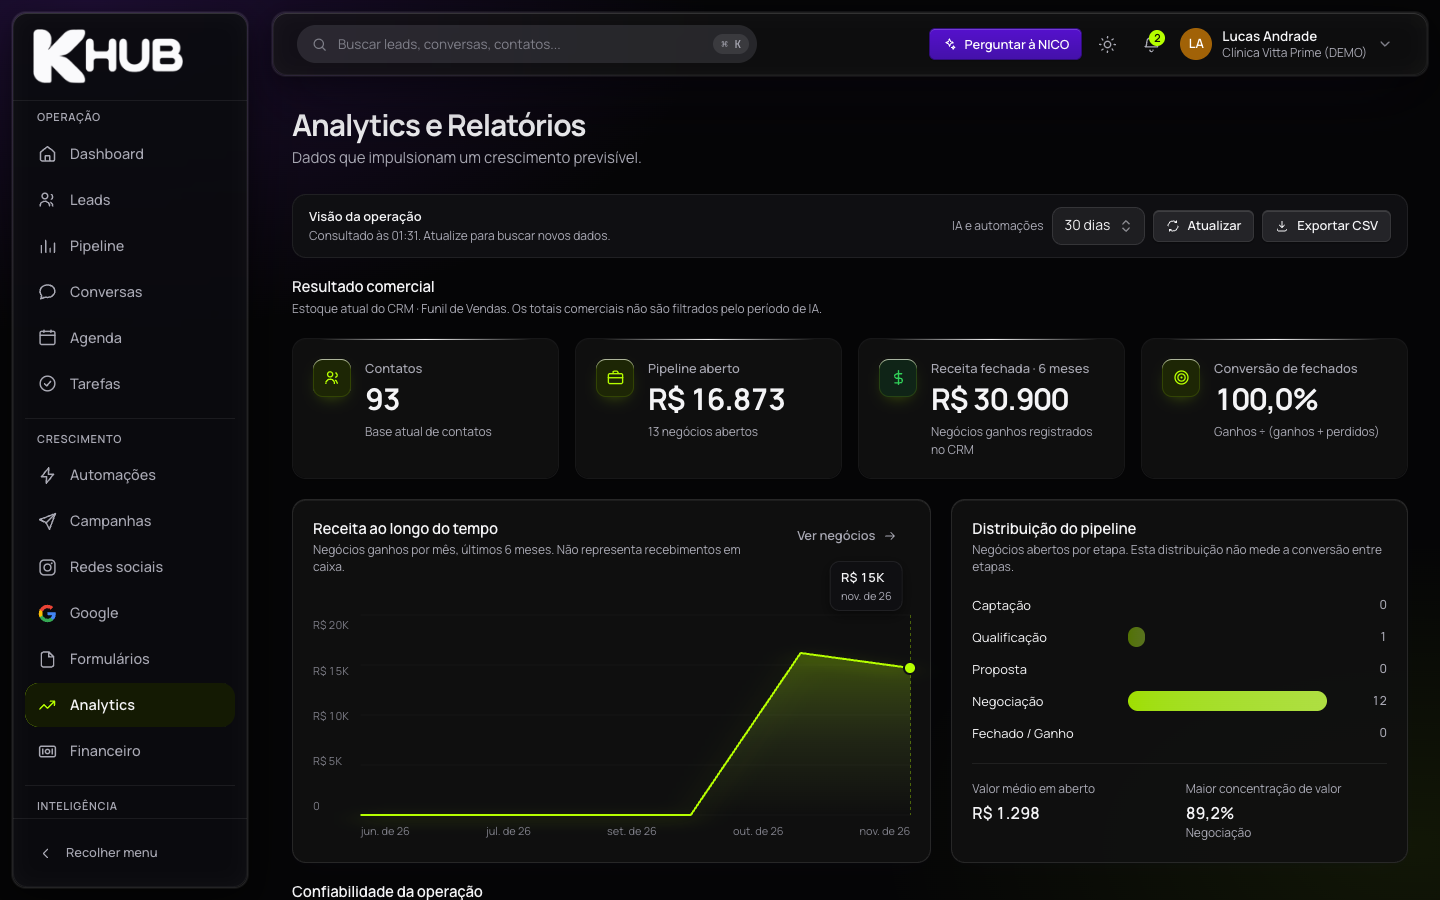 KHUB
OPERAÇÃO
Dashboard
Leads
Pipeline
Conversas
Agenda
Tarefas
CRESCIMENTO
Automações
Campanhas
Redes sociais
Google
Formulários
Analytics
Financeiro
INTELIGÊNCIA
Recolher menu
Buscar leads, conversas, contatos...
⌘ K
Perguntar à NICO
2
LA
Lucas Andrade
Clínica Vitta Prime (DEMO)
Analytics e Relatórios
Dados que impulsionam um crescimento previsível.
Visão da operação
Consultado às 01:31. Atualize para buscar novos dados.
IA e automações
30 dias
Atualizar
Exportar CSV
Resultado comercial
Estoque atual do CRM · Funil de Vendas. Os totais comerciais não são filtrados pelo período de IA.
Contatos
93
Base atual de contatos
Pipeline aberto
R$ 16.873
13 negócios abertos
Receita fechada · 6 meses
R$ 30.900
Negócios ganhos registrados
no CRM
Conversão de fechados
100,0%
Ganhos ÷ (ganhos + perdidos)
Receita ao longo do tempo
Negócios ganhos por mês, últimos 6 meses. Não representa recebimentos em
caixa.
Ver negócios
R$ 15K
nov. de 26
R$ 20K
R$ 15K
R$ 10K
R$ 5K
0
jun. de 26
jul. de 26
set. de 26
out. de 26
nov. de 26
Distribuição do pipeline
Negócios abertos por etapa. Esta distribuição não mede a conversão entre
etapas.
Captação 0
Qualificação 1
Proposta 0
Negociação 12
Fechado / Ganho 0
Valor médio em aberto
R$ 1.298
Maior concentração de valor
89,2%
Negociação
Confiabilidade da operação